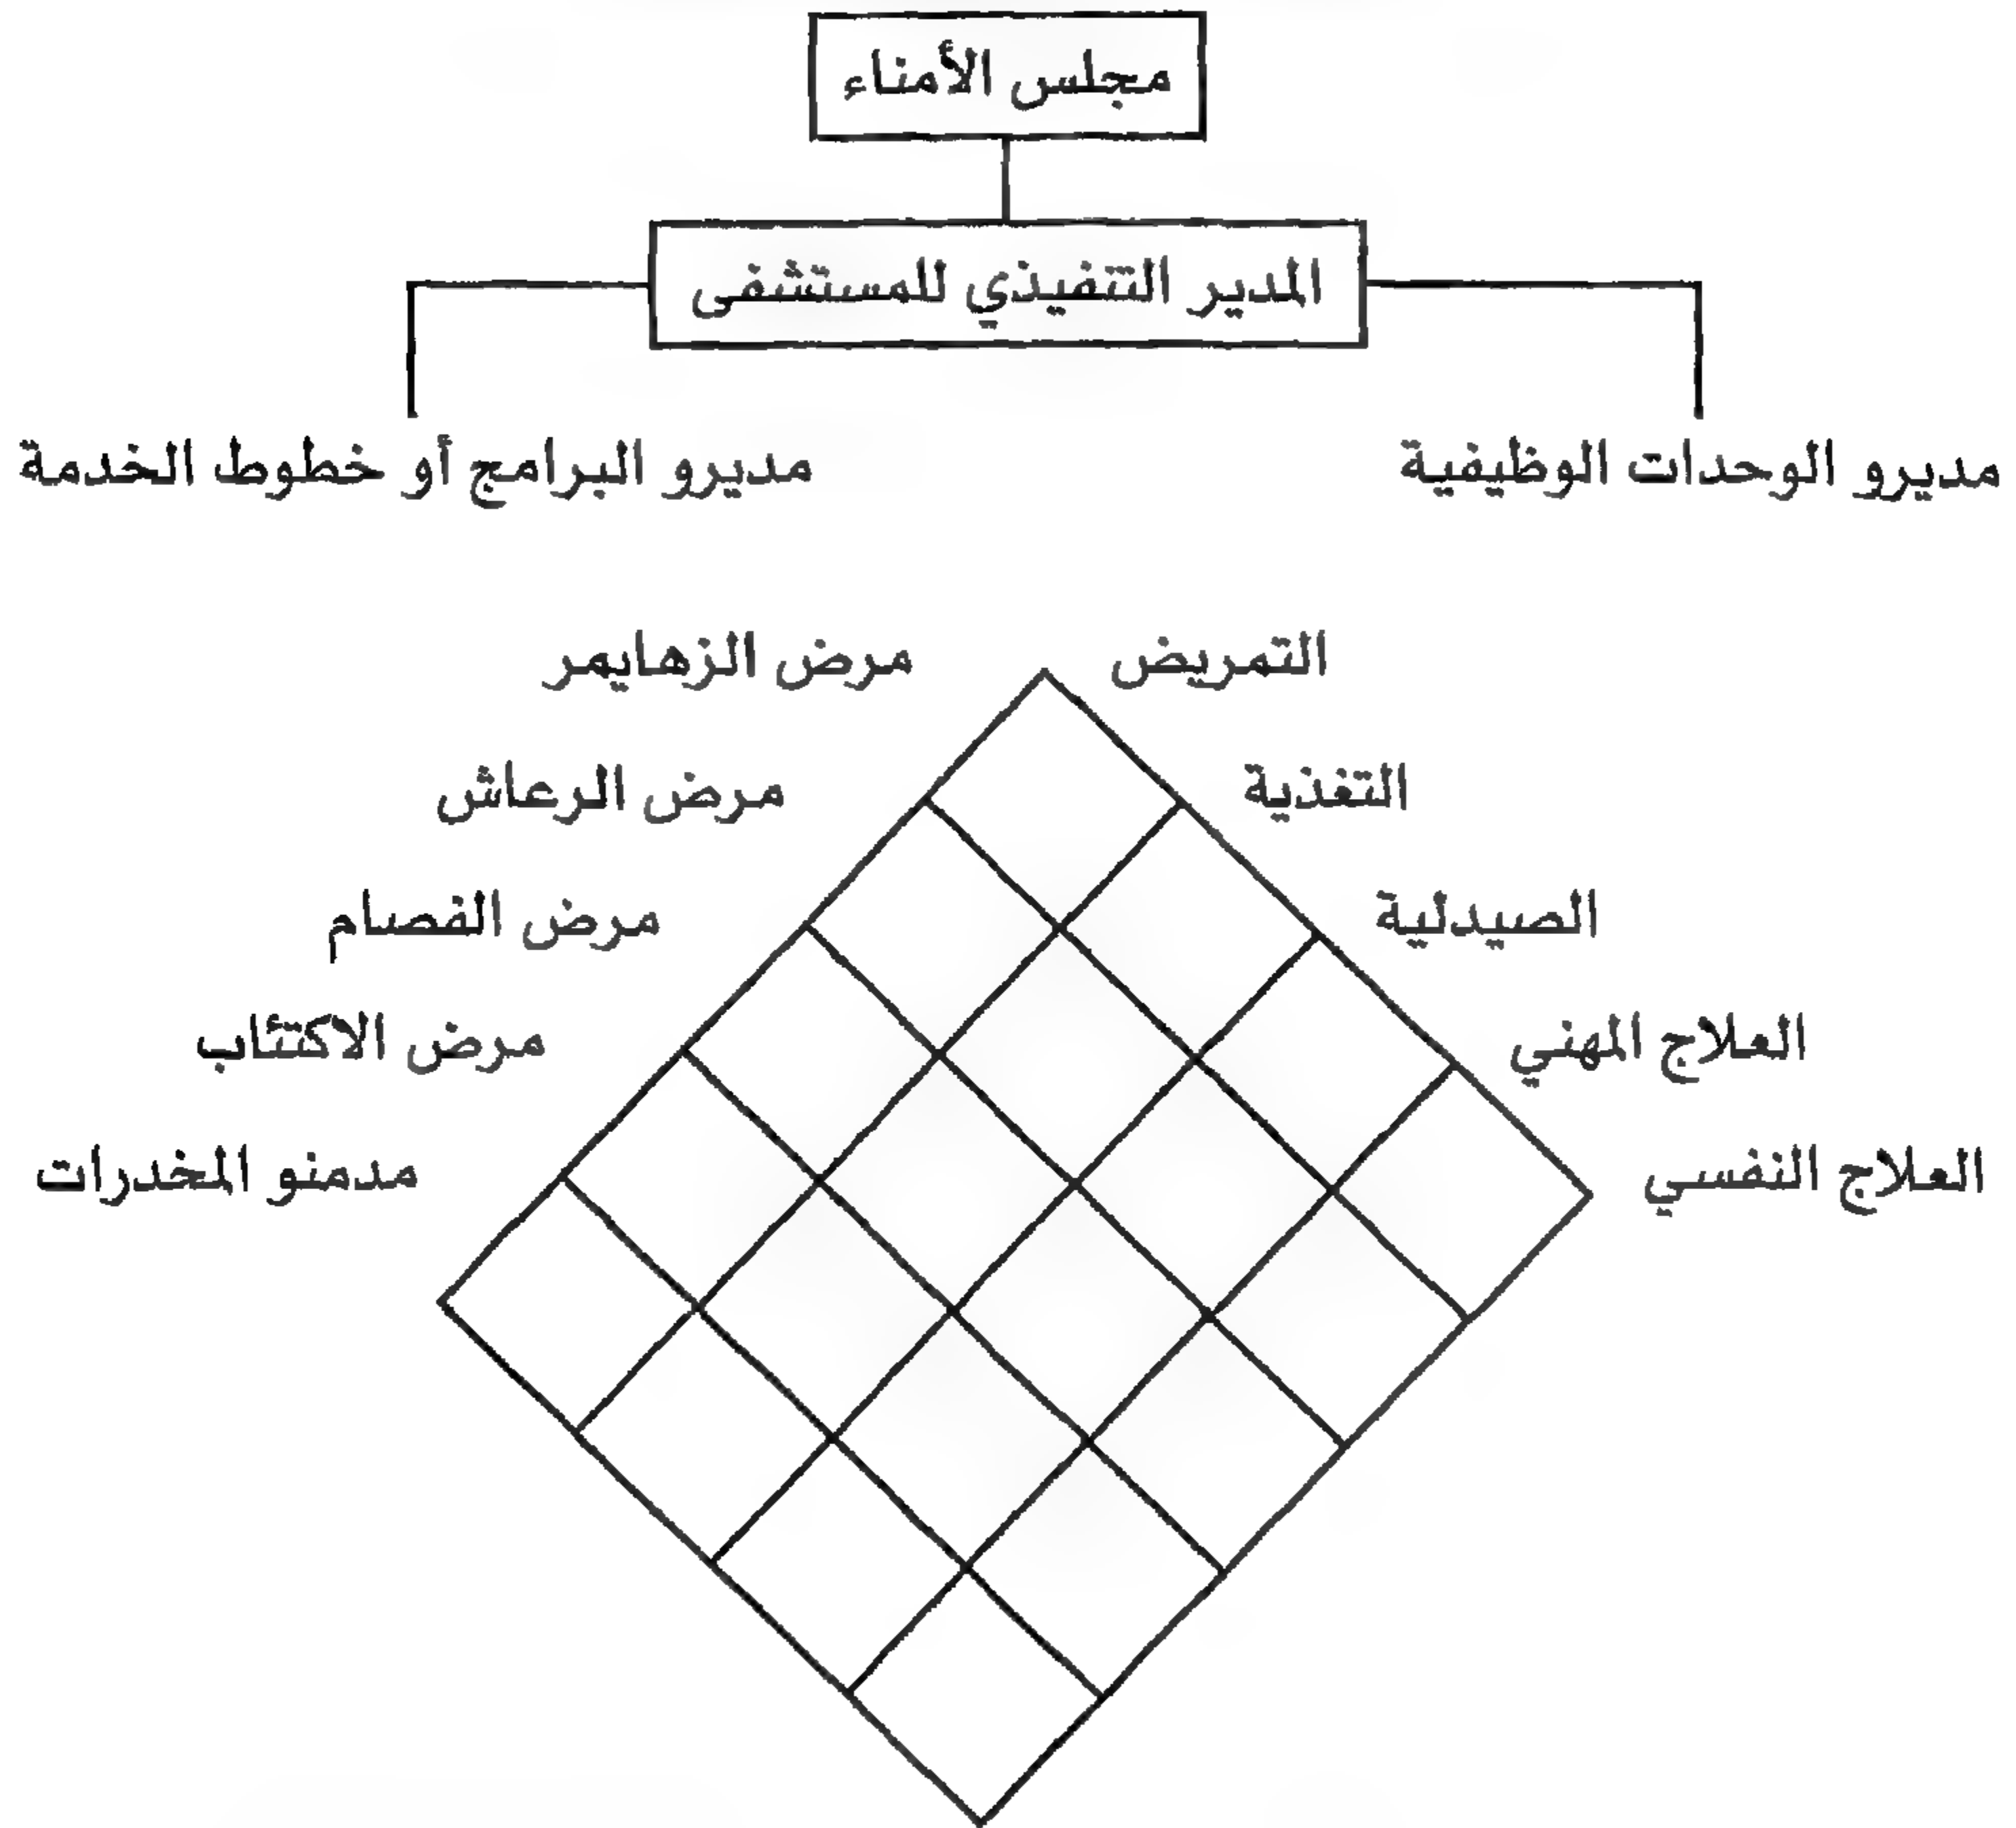 مجلس الأمناء
المدير التنفيذي للمستشفى
مديرو الوحدات الوظيفية
مديرو البرامج أو خطوط الخدمة
التمريض
مرض الزهايمر
التغذية
مرض الرعاش
الصيدلية
مرض الفصام
العلاج المهني
مرض الاكتئاب
العلاج النفسي
مدمنو المخدرات